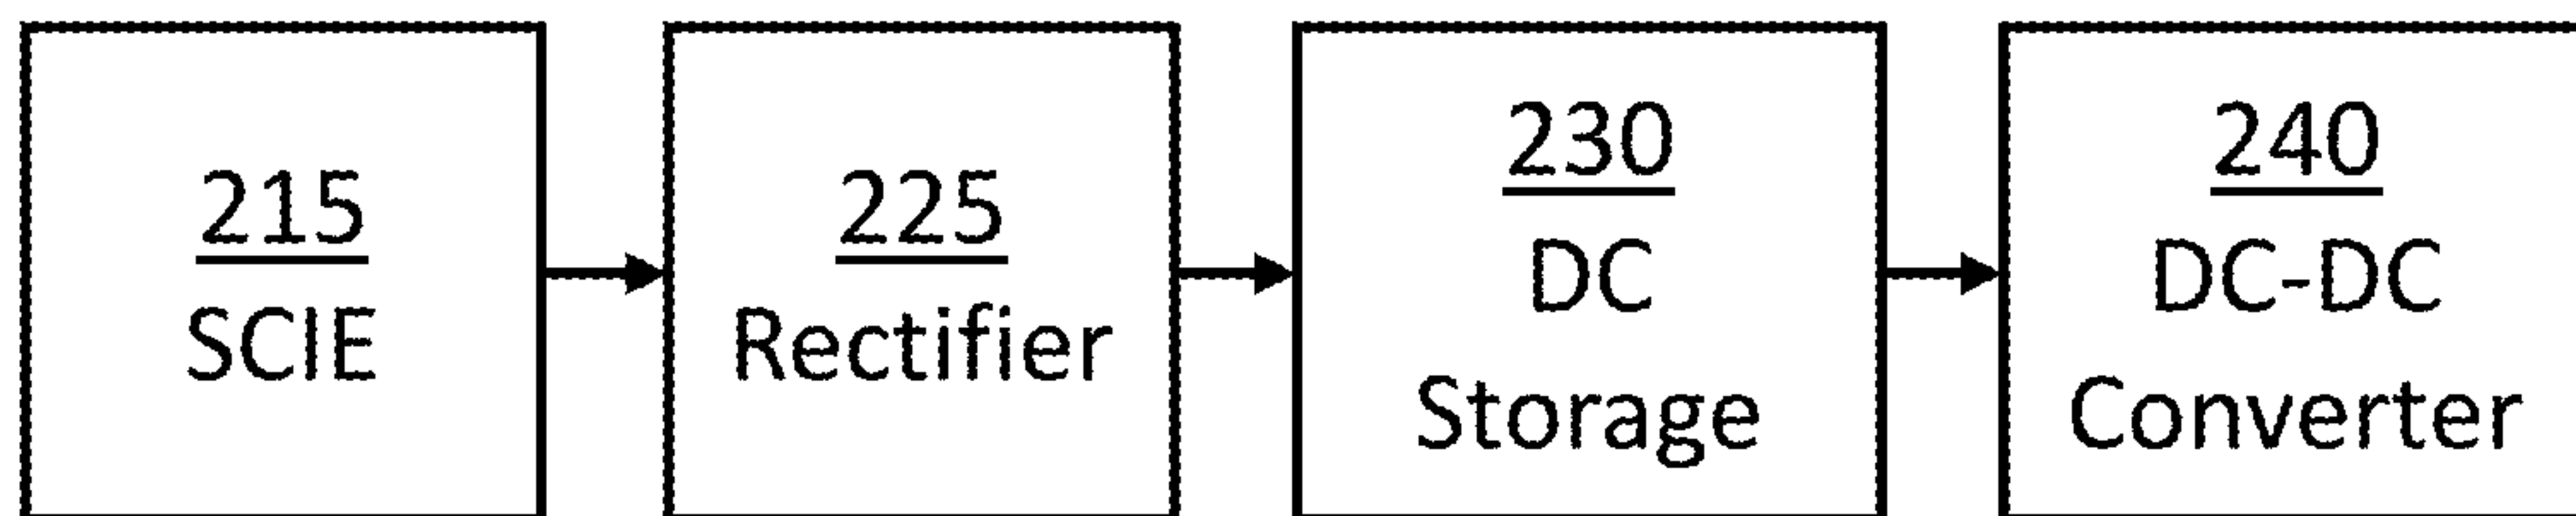 215
SCIE
225
Rectifier
230
DC
Storage
240
DC-DC
Converter